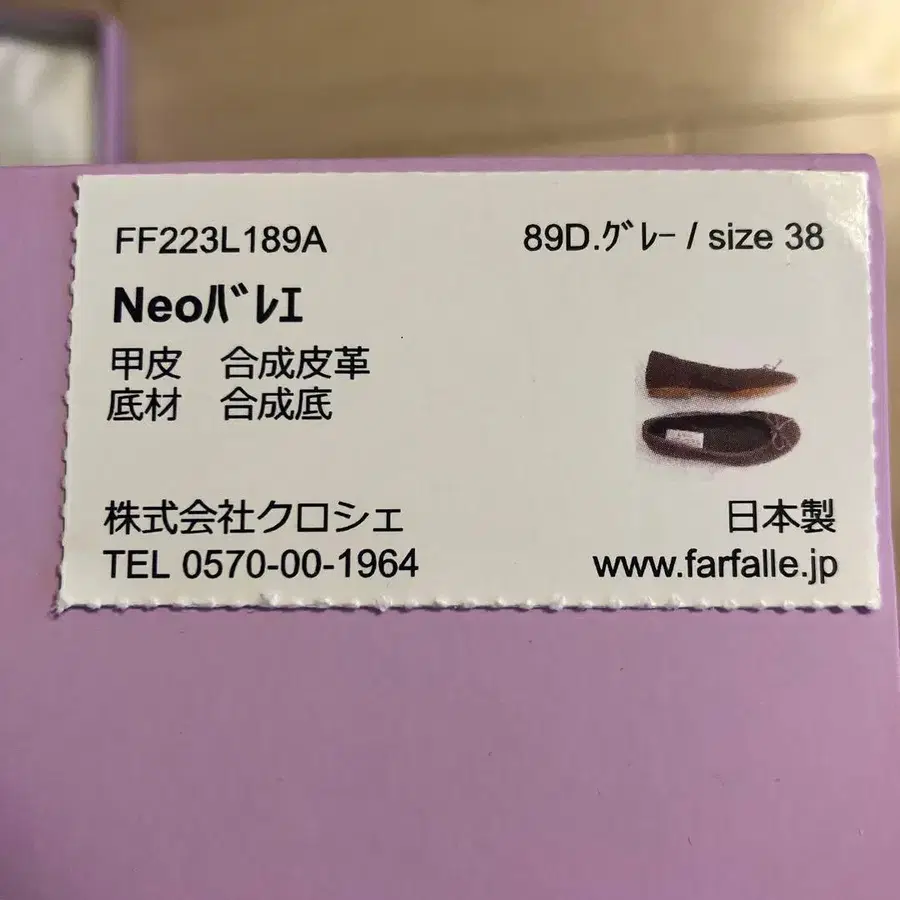 FF223L189A
89D.ｸﾞﾚｰ / size 38
Neoﾊﾞﾚｴ
甲皮　合成皮革
底材　合成底
株式会社クロシェ
日本製
TEL 0570-00-1964
www.farfalle.jp